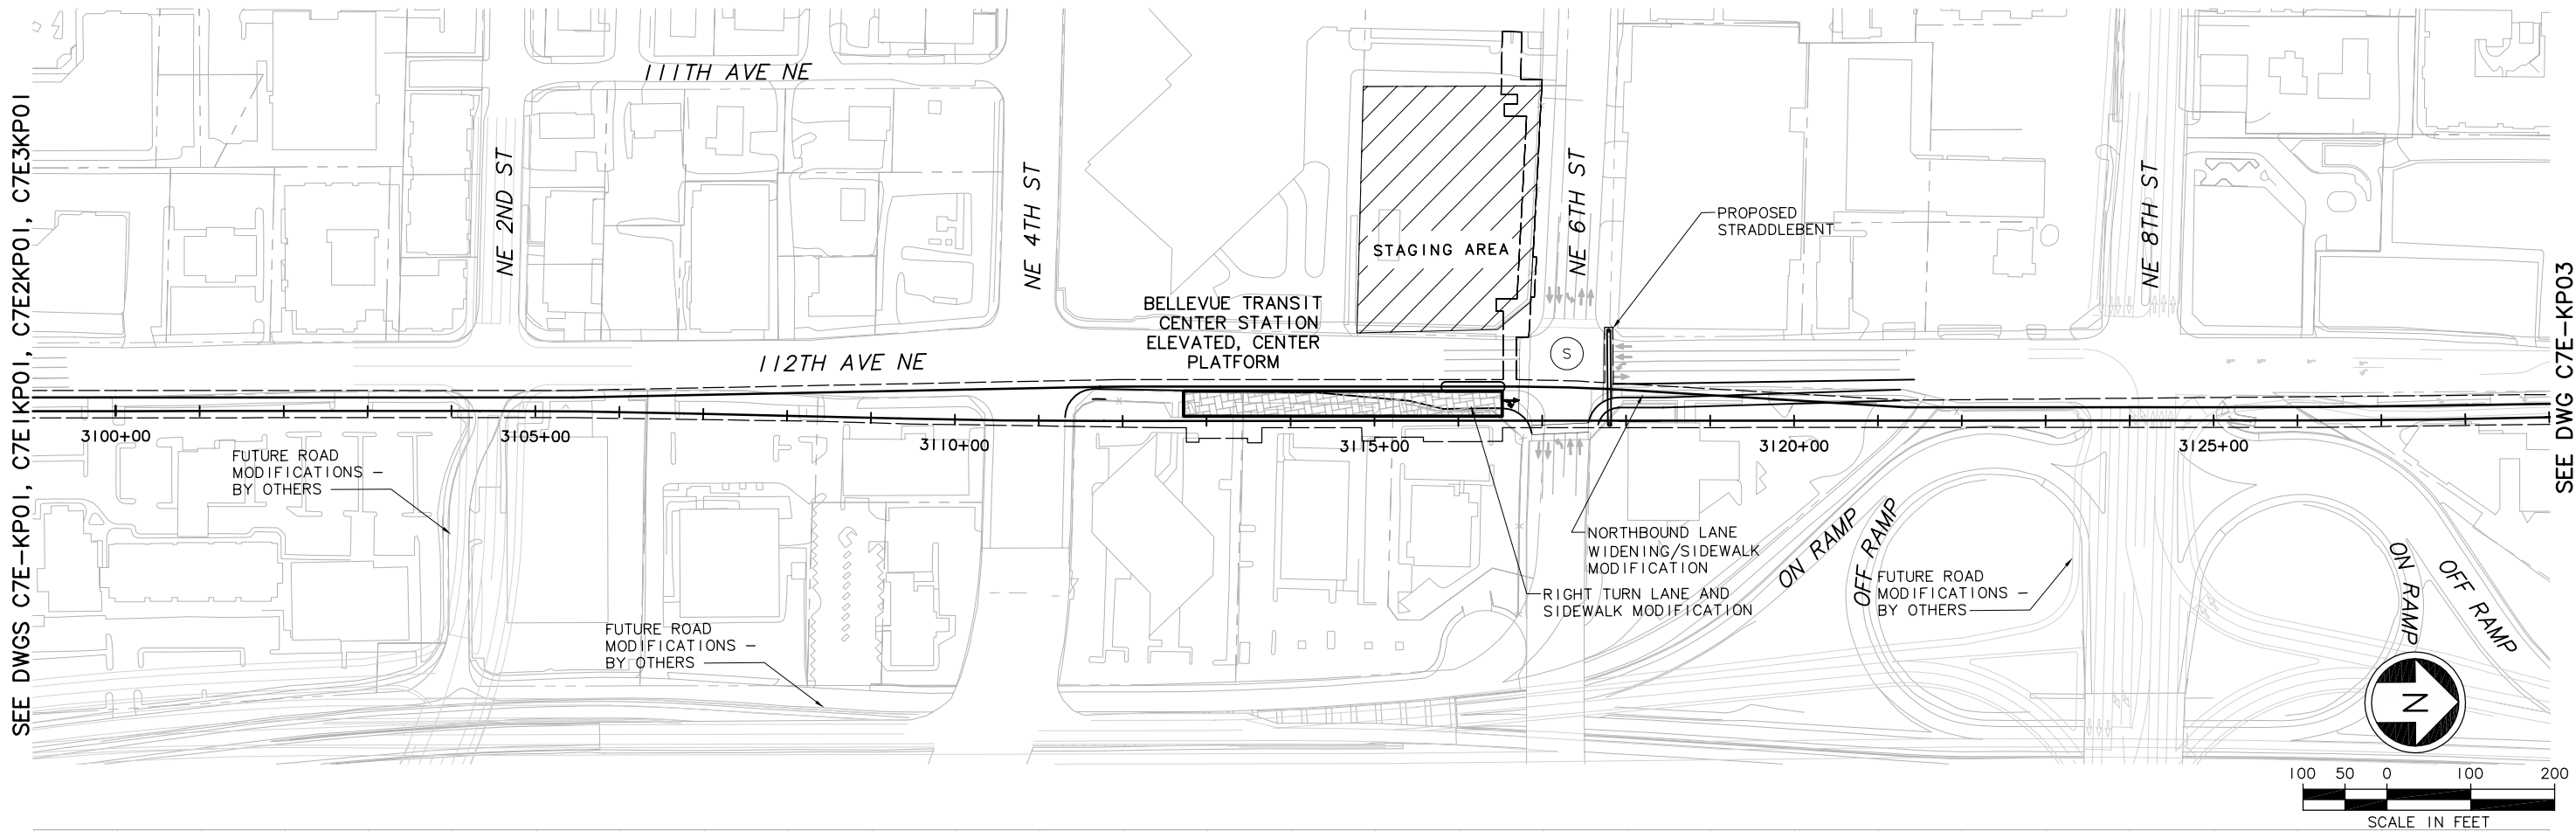 SEE DWGS C7E-KP01, C7E1KP01, C7E2KP01, C7E3KP01
111TH AVE NE
NE 2ND ST
NE 4TH ST
NE 6TH ST
NE 8TH ST
STAGING AREA
PROPOSED
STRADDLEBENT
BELLEVUE TRANSIT
CENTER STATION
ELEVATED, CENTER
PLATFORM
112TH AVE NE
S
SEE DWG C7E-KP03
3100+00
3105+00
3110+00
3115+00
3120+00
3125+00
FUTURE ROAD
MODIFICATIONS -
BY OTHERS
FUTURE ROAD
MODIFICATIONS -
BY OTHERS
NORTHBOUND LANE
WIDENING/SIDEWALK
MODIFICATION
RIGHT TURN LANE AND
SIDEWALK MODIFICATION
ON RAMP
OFF RAMP
FUTURE ROAD
MODIFICATIONS -
BY OTHERS
ON RAMP
OFF RAMP
N
100 50 0 100 200
SCALE IN FEET